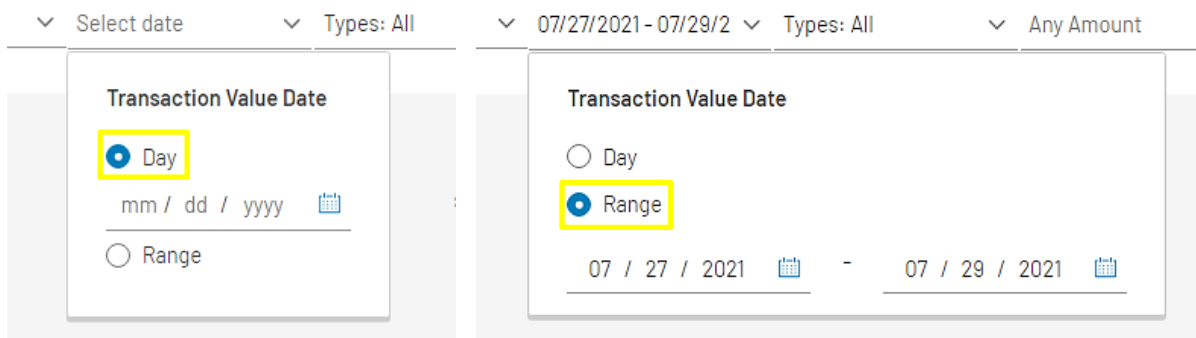 Select date Types: All
Transaction Value Date
Day
mm / dd / yyyy
Range
07/27/2021 - 07/29/2 Types: All Any Amount
Transaction Value Date
Day
Range
07 / 27 / 2021 - 07 / 29 / 2021